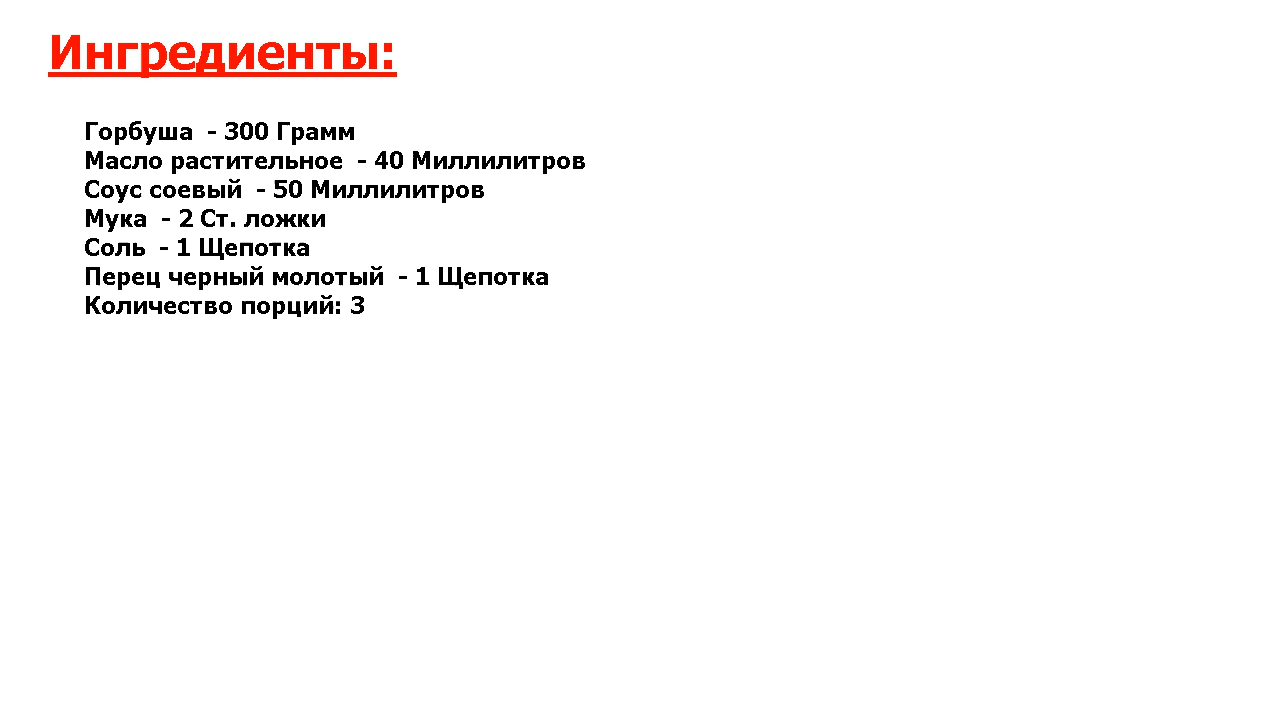 Ингредиенты:
Горбуша  - 300 Грамм
Масло растительное  - 40 Миллилитров
Соус соевый  - 50 Миллилитров
Мука  - 2 Ст. ложки
Соль  - 1 Щепотка
Перец черный молотый  - 1 Щепотка
Количество порций: 3